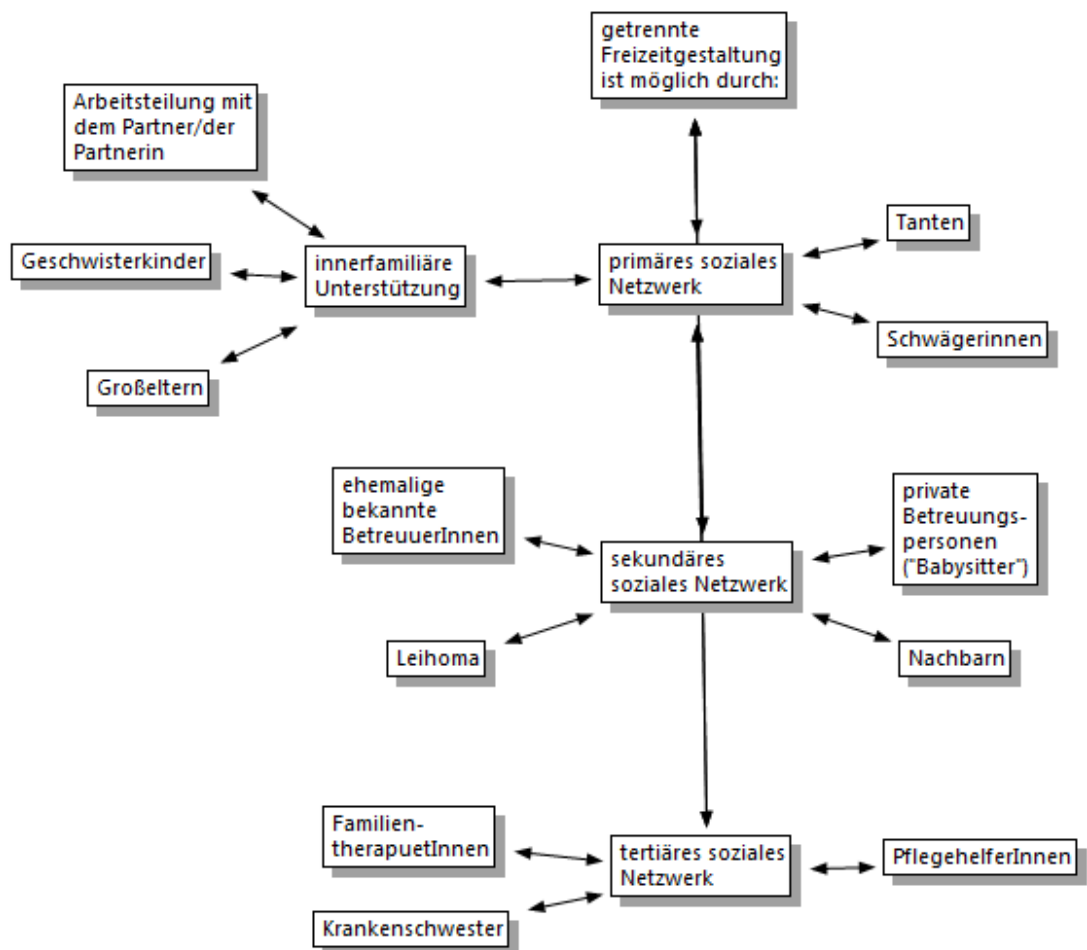 getrennte
Freizeitgestaltung
ist möglich durch:
Arbeitsteilung mit
dem Partner/der
Partnerin
Tanten
Geschwisterkinder
innerfamiliäre
Unterstützung
primäres soziales
Netzwerk
Schwägerinnen
Großeltern
ehemalige
bekannte
BetreuuerInnen
private
Betreuungs-
personen
("Babysitter")
sekundäres
soziales Netzwerk
Leihoma
Nachbarn
Familien-
therapuetInnen
tertiäres soziales
Netzwerk
PflegehelferInnen
Krankenschwester